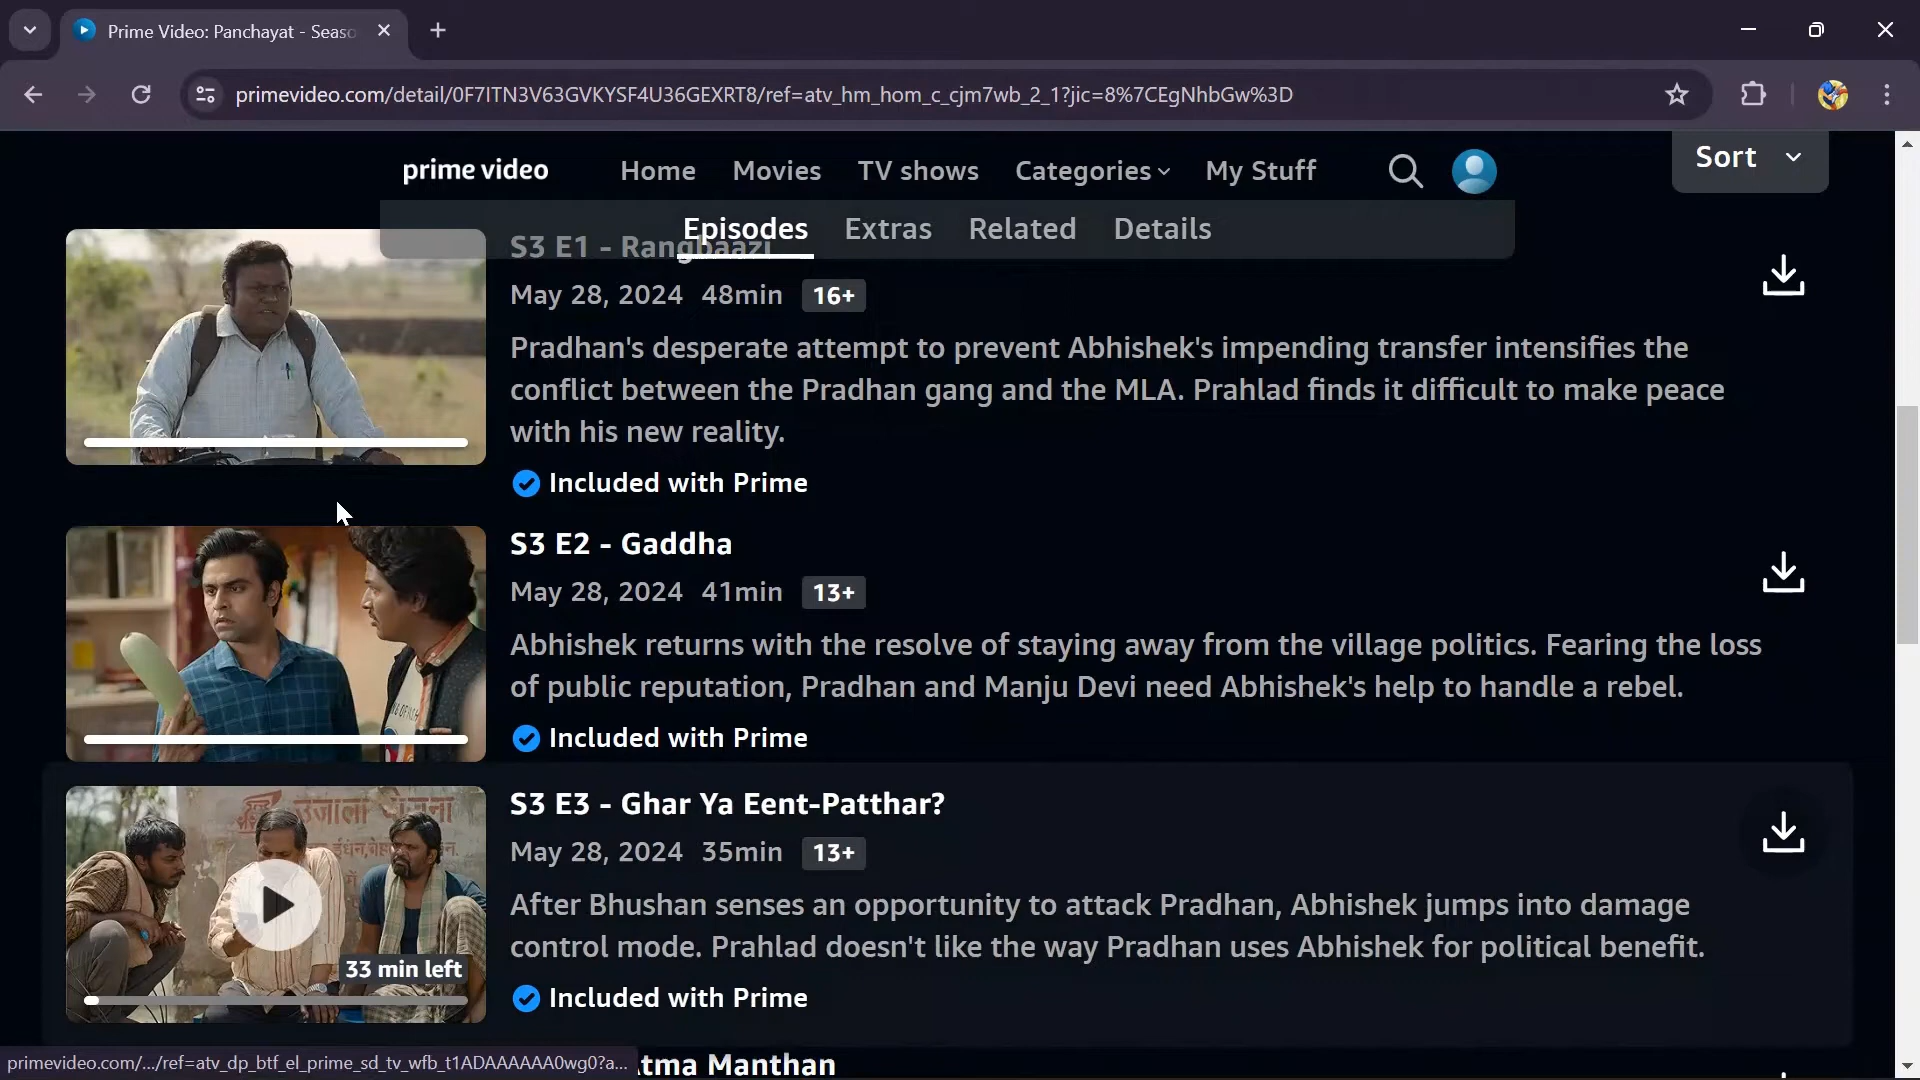 Prime Video: Panchayat - Seaso
primevideo.com/detail/0F7ITN3V63GVKYSF4U36GEXRT8/ref=atv_hm_hom_c_cjm7wb_2_1?jic=8%7CEgNhbGw%3D
prime video Home Movies TV shows Categories My Stuff Sort
Episodes Extras Related Details
S3 E1 - Rangbaazi
May 28, 2024 48min 16+
Pradhan's desperate attempt to prevent Abhishek's impending transfer intensifies the
conflict between the Pradhan gang and the MLA. Prahlad finds it difficult to make peace
with his new reality.
Included with Prime
S3 E2 - Gaddha
May 28, 2024 41min 13+
Abhishek returns with the resolve of staying away from the village politics. Fearing the loss
of public reputation, Pradhan and Manju Devi need Abhishek's help to handle a rebel.
Included with Prime
उजाला
S3 E3 - Ghar Ya Eent-Patthar?
May 28, 2024 35min 13+
After Bhushan senses an opportunity to attack Pradhan, Abhishek jumps into damage
control mode. Prahlad doesn't like the way Pradhan uses Abhishek for political benefit.
33 min left
Included with Prime
primevideo.com/.../ref=atv_dp_btf_el_prime_sd_tv_wfb_t1ADAAAAAA0wg0?a...
tma Manthan